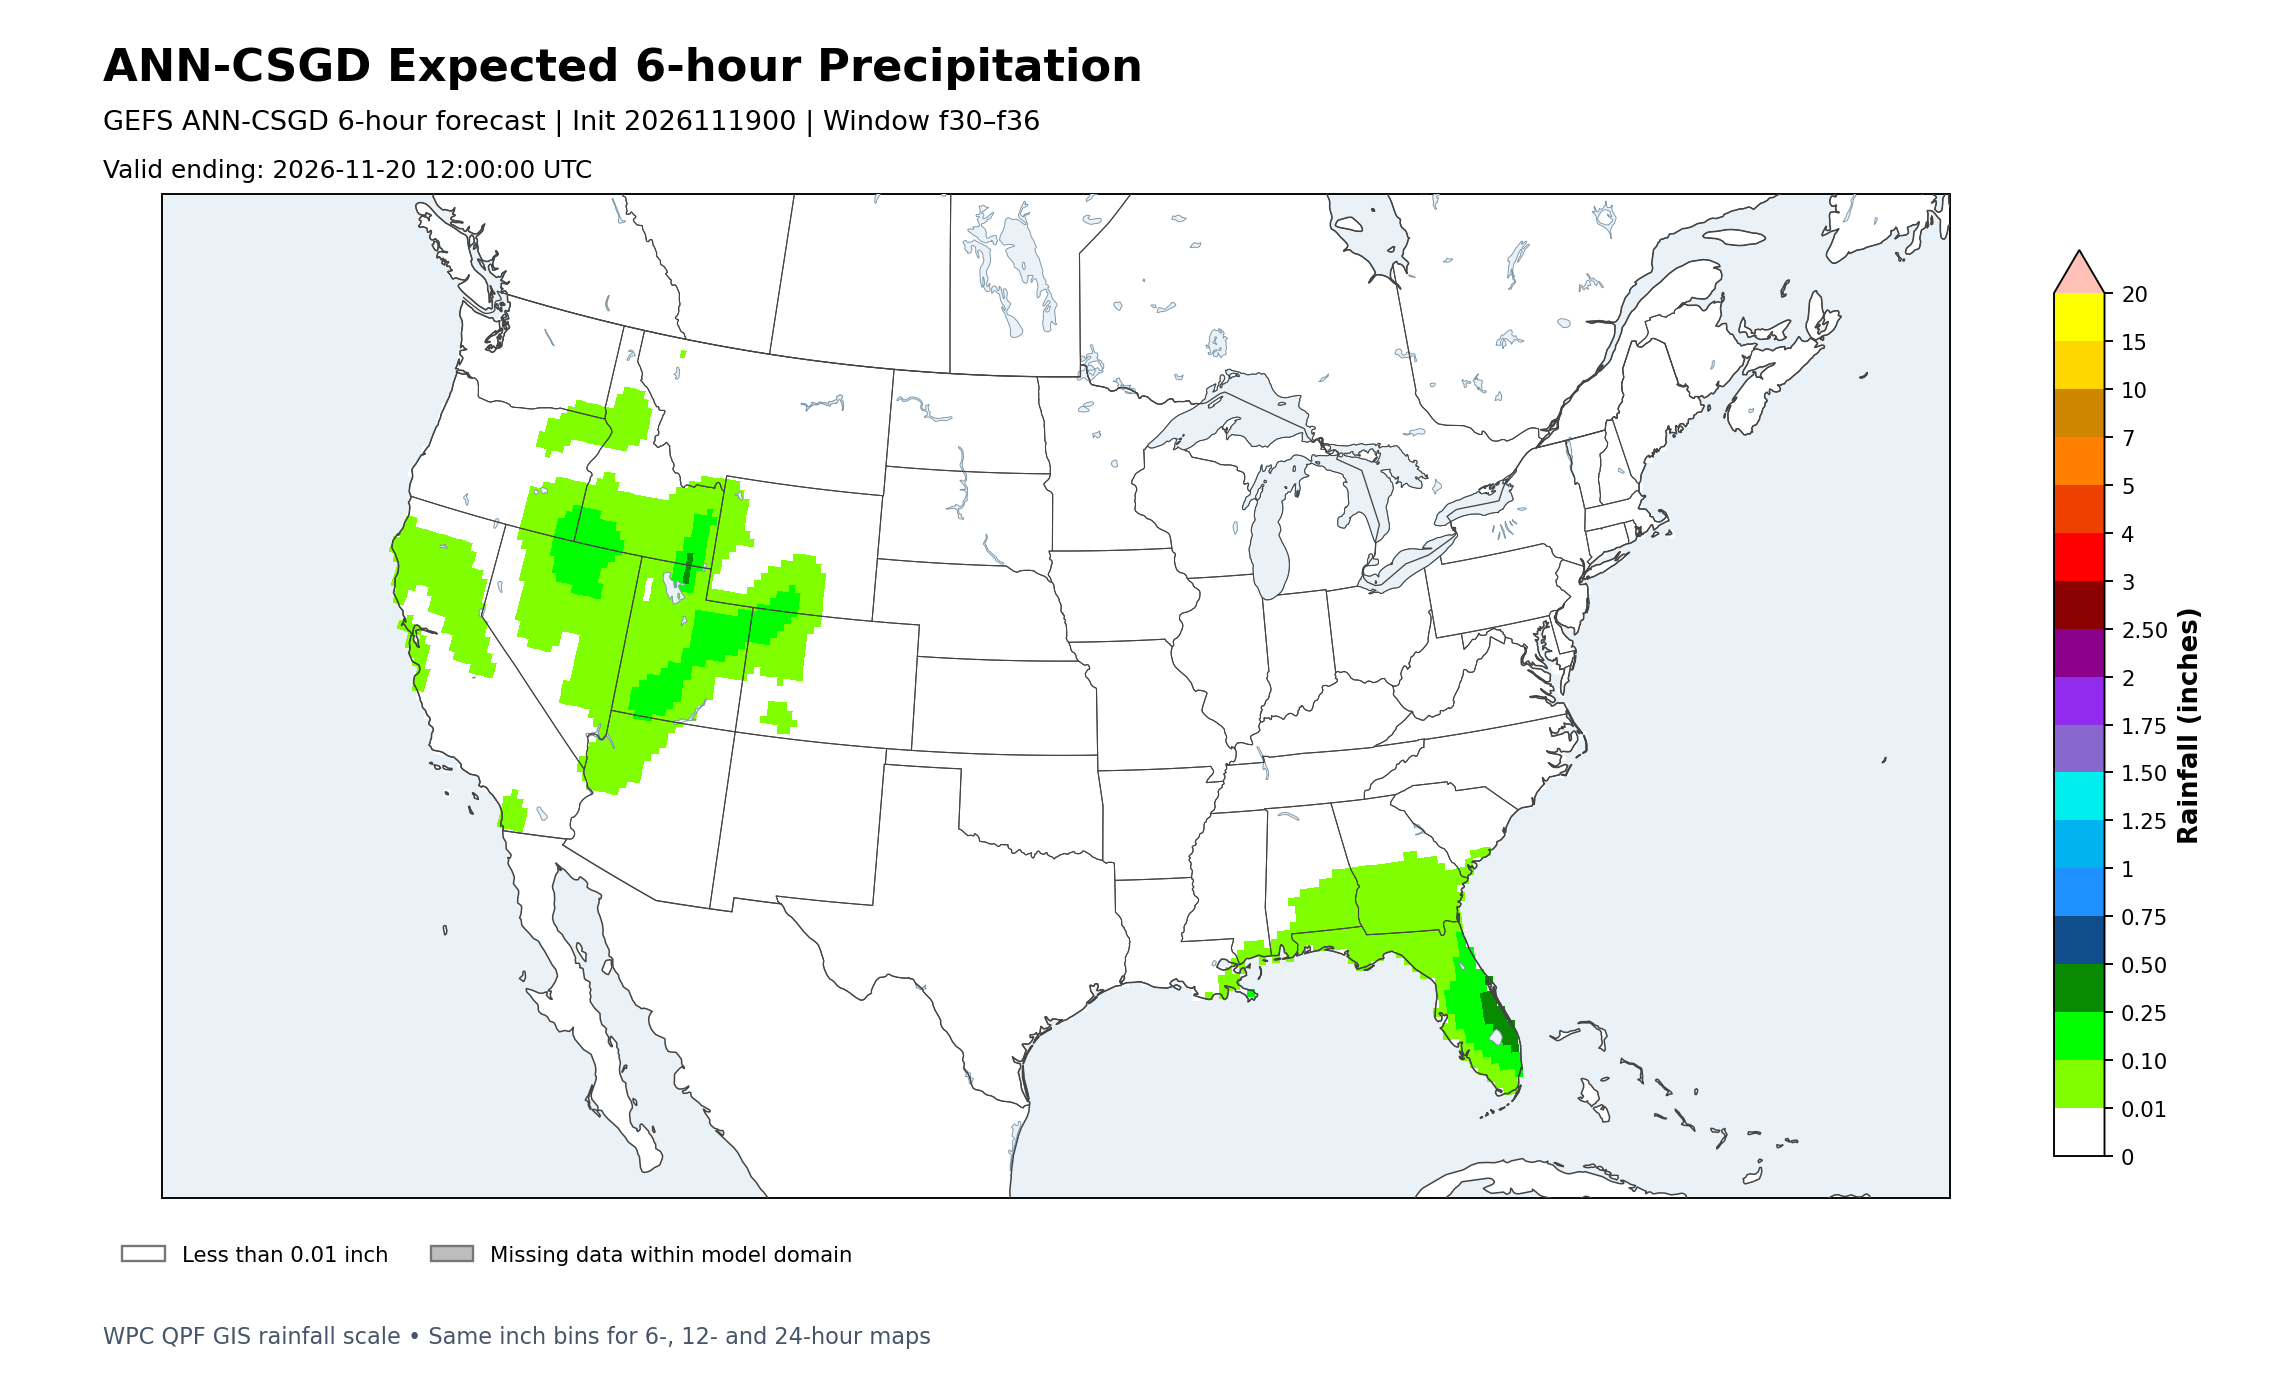 ANN-CSGD Expected 6-hour Precipitation
GEFS ANN-CSGD 6-hour forecast | Init 2026111900 | Window f30–f36
Valid ending: 2026-11-20 12:00:00 UTC
20
15
10
7
5
4
3
2.50
2
1.75
1.50
1.25
1
0.75
0.50
0.25
0.10
0.01
0
Rainfall (inches)
Less than 0.01 inch
Missing data within model domain
WPC QPF GIS rainfall scale • Same inch bins for 6-, 12- and 24-hour maps